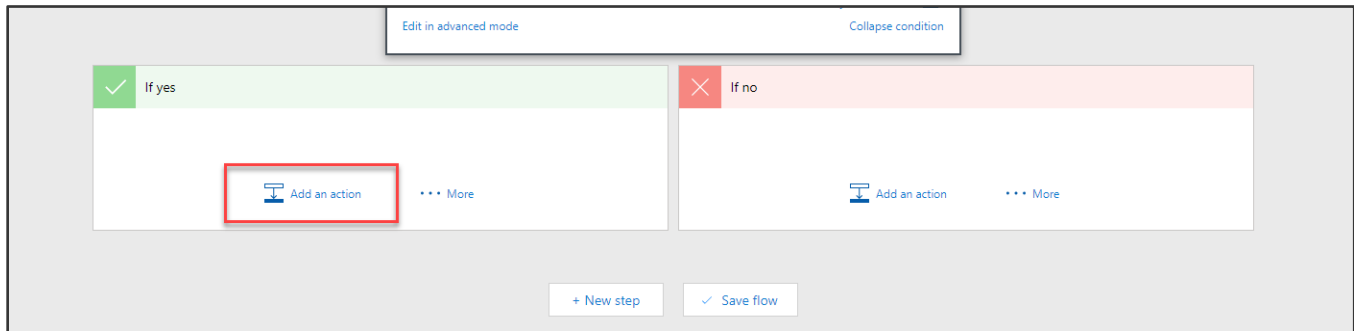 Edit in advanced mode Collapse condition
If yes
If no
Add an action ••• More
Add an action ••• More
+ New step ✓ Save flow